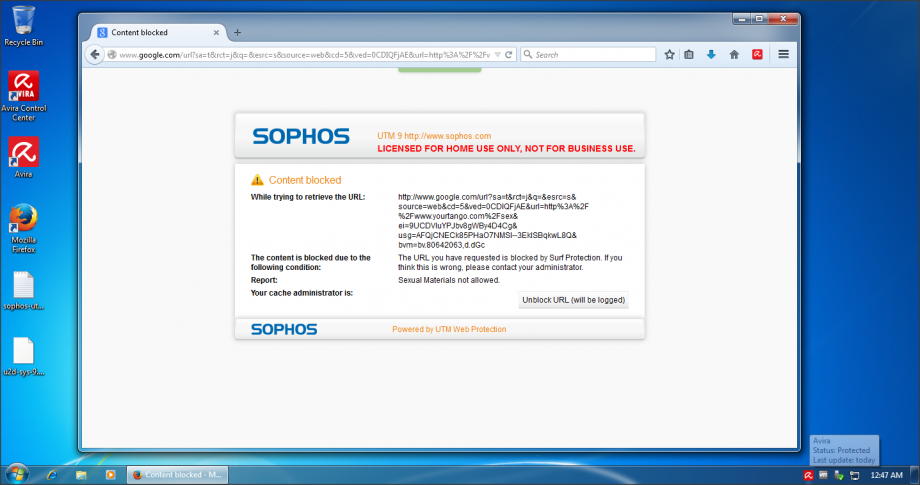 Recycle Bin
AVIRA
Avira Control
Center
Avira
Mozilla
Firefox
sophos-ut...
u2d-sys-9....
Content blocked
www.google.com/url?sa=t&rct=j&q=&esrc=s&source=web&cd=5&ved=0CDIQFjAE&url=http%3A%2F%2Fv
Search
SOPHOS
UTM 9 http://www.sophos.com
LICENSED FOR HOME USE ONLY, NOT FOR BUSINESS USE.
Content blocked
While trying to retrieve the URL:
http://www.google.com/url?sa=t&rct=j&q=&esrc=s&
source=web&cd=5&ved=0CDIQFjAE&url=http%3A%2F
%2Fwww.yourtango.com%2Fsex&
ei=9UCDVIuYPJbv8gWBy4D4Cg&
usg=AFQjCNECk85PHaO7NMSI--3EkISBqkwL8Q&
bvm=bv.80642063,d.dGc
The content is blocked due to the
following condition:
The URL you have requested is blocked by Surf Protection. If you
think this is wrong, please contact your administrator.
Report:
Sexual Materials not allowed.
Your cache administrator is:
Unblock URL (will be logged)
SOPHOS
Powered by UTM Web Protection
Avira
Status: Protected
Last update: today
Content blocked - M...
12:47 AM